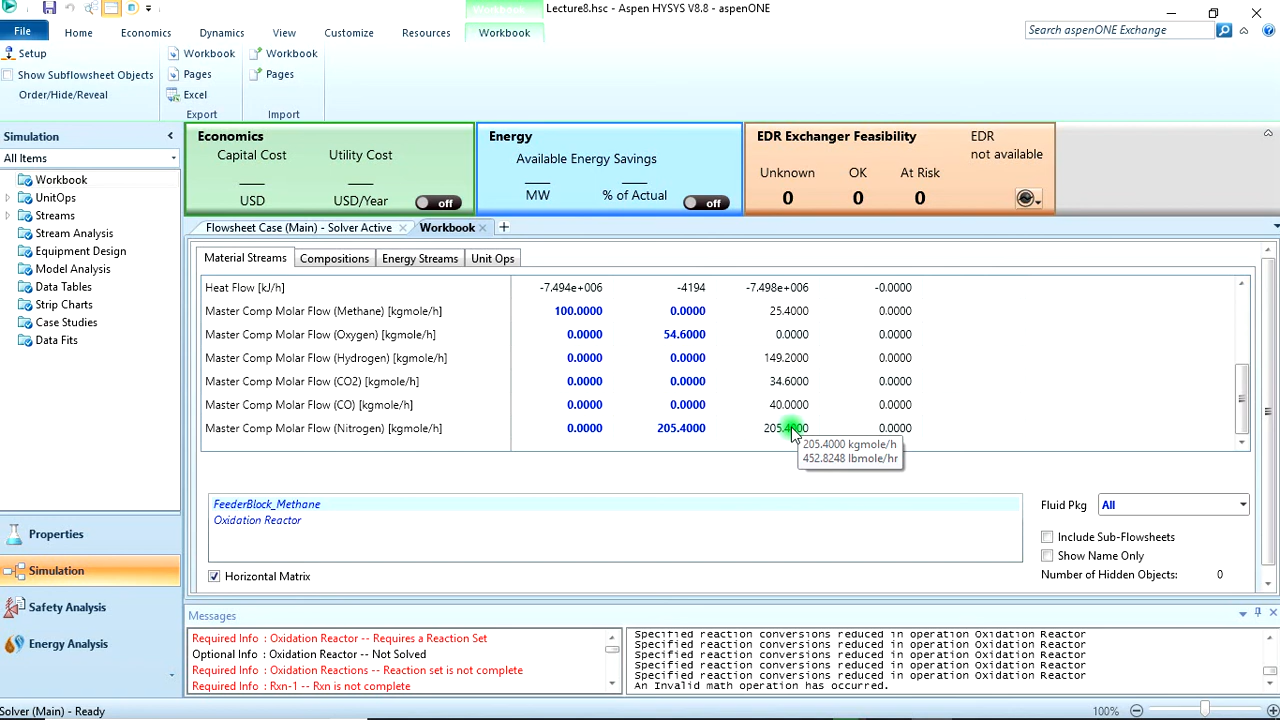 Lecture8.hsc - Aspen HYSYS V8.8 - aspenONE
Workbook
File
Home
Economics
Dynamics
View
Customize
Resources
Workbook
Search aspenONE Exchange
Setup
Show Subflowsheet Objects
Order/Hide/Reveal
Workbook
Pages
Excel
Export
Workbook
Pages
Import
Simulation
All Items
Workbook
UnitOps
Streams
Stream Analysis
Equipment Design
Model Analysis
Data Tables
Strip Charts
Case Studies
Data Fits
Properties
Simulation
Safety Analysis
Energy Analysis
Economics
Capital Cost Utility Cost
USD USD/Year off
Energy
Available Energy Savings
MW % of Actual off
EDR Exchanger Feasibility EDR not available
Unknown OK At Risk
0 0 0
Flowsheet Case (Main) - Solver Active Workbook +
Material Streams Compositions Energy Streams Unit Ops
Heat Flow [kJ/h] -7.494e+006 -4194 -7.498e+006 -0.0000
Master Comp Molar Flow (Methane) [kgmole/h] 100.0000 0.0000 25.4000 0.0000
Master Comp Molar Flow (Oxygen) [kgmole/h] 0.0000 54.6000 0.0000 0.0000
Master Comp Molar Flow (Hydrogen) [kgmole/h] 0.0000 0.0000 149.2000 0.0000
Master Comp Molar Flow (CO2) [kgmole/h] 0.0000 0.0000 34.6000 0.0000
Master Comp Molar Flow (CO) [kgmole/h] 0.0000 0.0000 40.0000 0.0000
Master Comp Molar Flow (Nitrogen) [kgmole/h] 0.0000 205.4000 205.4000 0.0000
205.4000 kgmole/h
452.8248 lbmole/hr
FeederBlock_Methane
Oxidation Reactor
Fluid Pkg All
Include Sub-Flowsheets
Show Name Only
Number of Hidden Objects: 0
Horizontal Matrix
Messages
Required Info : Oxidation Reactor -- Requires a Reaction Set
Optional Info : Oxidation Reactor -- Not Solved
Required Info : Oxidation Reactions -- Reaction set is not complete
Required Info : Rxn-1 -- Rxn is not complete
Specified reaction conversions reduced in operation Oxidation Reactor
Specified reaction conversions reduced in operation Oxidation Reactor
Specified reaction conversions reduced in operation Oxidation Reactor
Specified reaction conversions reduced in operation Oxidation Reactor
An Invalid math operation has occurred.
Solver (Main) - Ready
100%